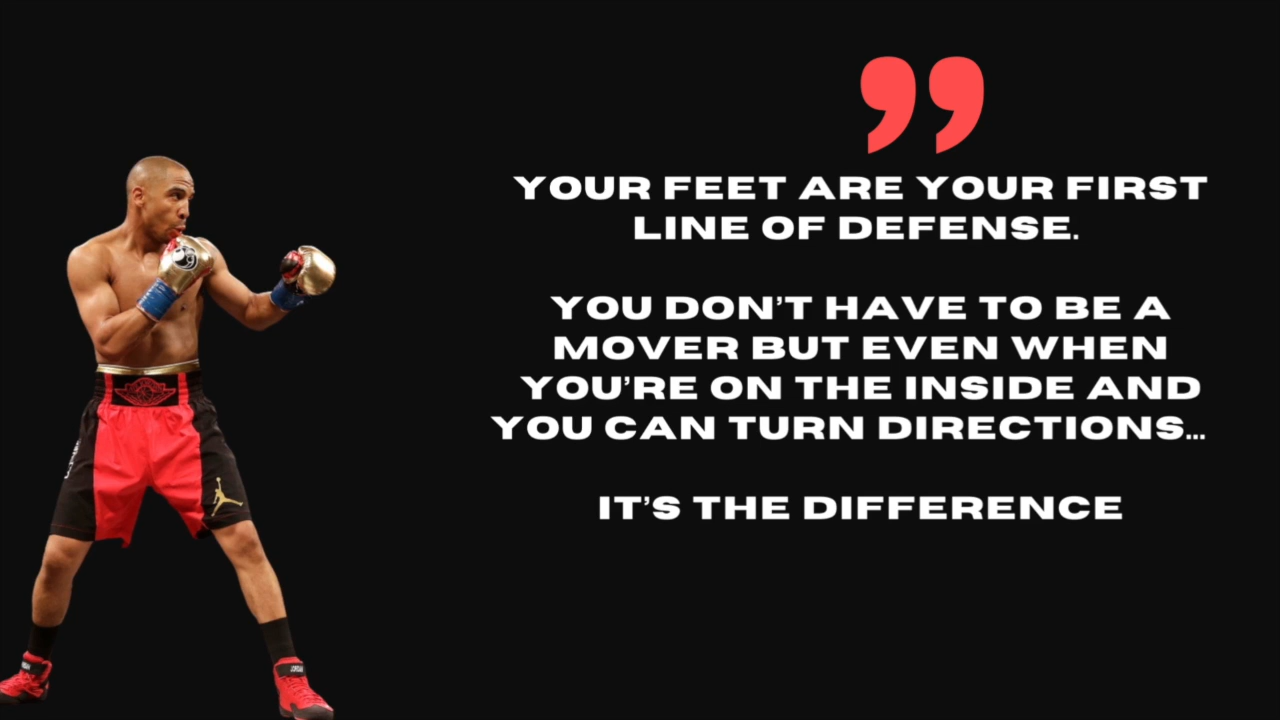 YOUR FEET ARE YOUR FIRST
LINE OF DEFENSE.
YOU DON'T HAVE TO BE A
MOVER BUT EVEN WHEN
YOU'RE ON THE INSIDE AND
YOU CAN TURN DIRECTIONS...
IT'S THE DIFFERENCE